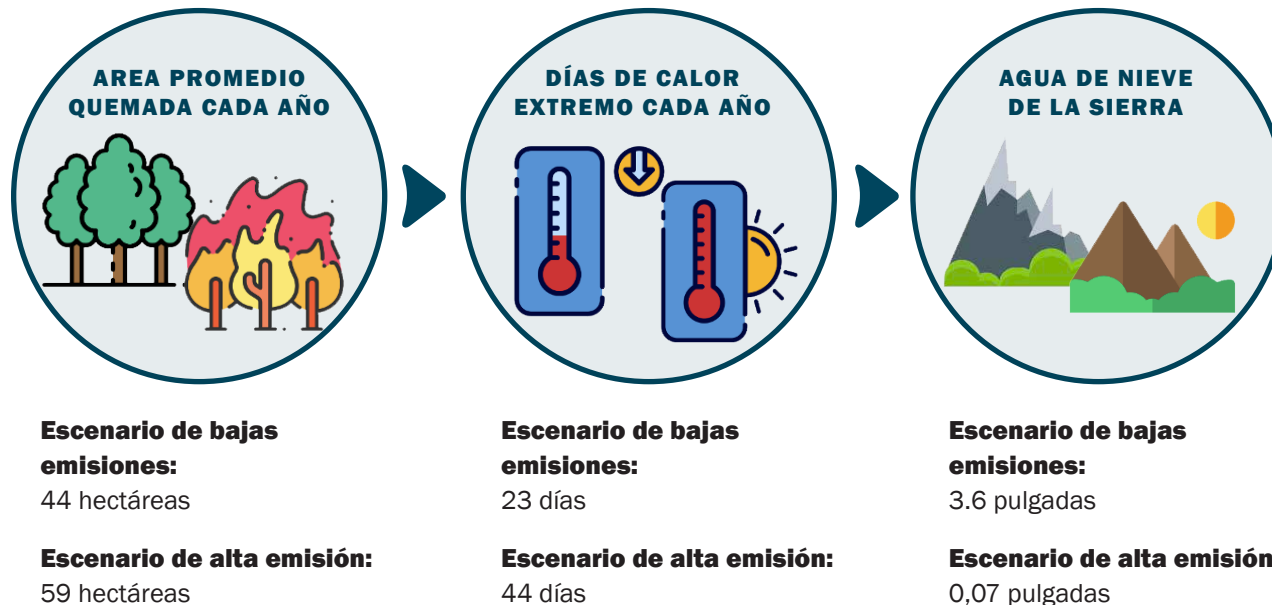 AREA PROMEDIO
QUEMADA CADA AÑO
Escenario de bajas
emisiones:
44 hectáreas
Escenario de alta emisión:
59 hectáreas
DÍAS DE CALOR
EXTREMO CADA AÑO
Escenario de bajas
emisiones:
23 días
Escenario de alta emisión:
44 días
AGUA DE NIEVE
DE LA SIERRA
Escenario de bajas
emisiones:
3.6 pulgadas
Escenario de alta emisión
0,07 pulgadas